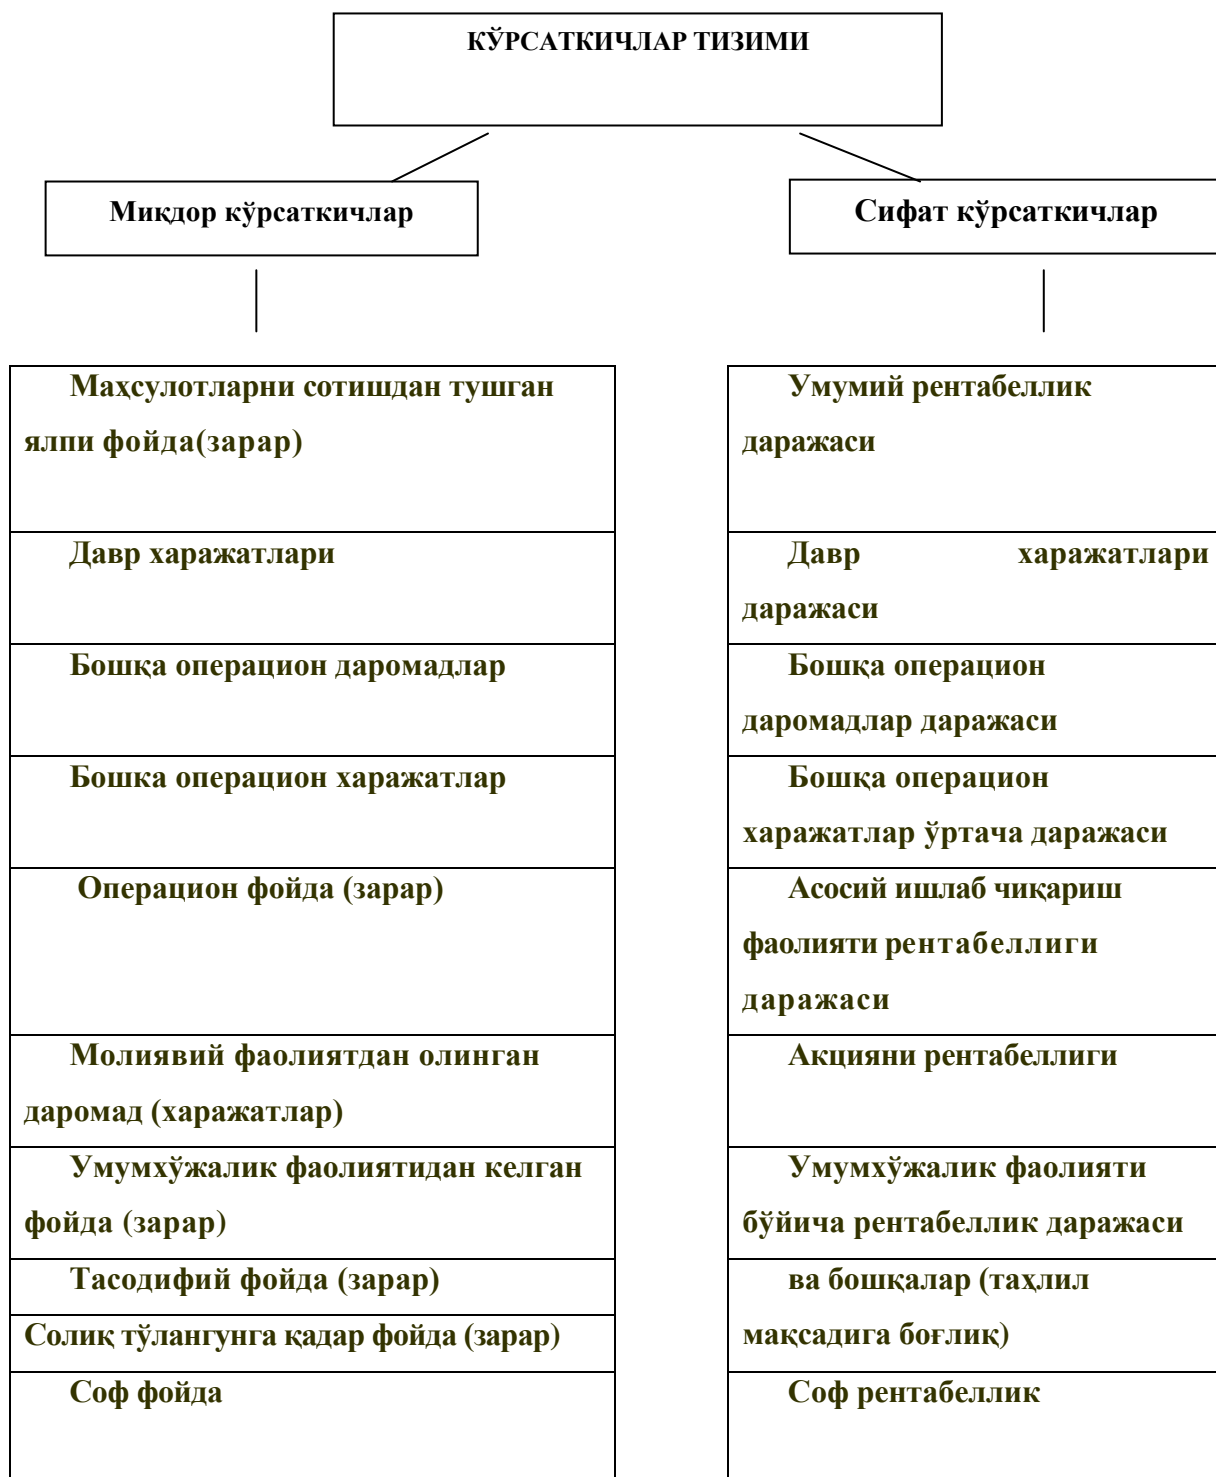 КЎРСАТКИЧЛАР ТИЗИМИ
Миқдор кўрсаткичлар
Сифат кўрсаткичлар
Маҳсулотларни сотишдан тушган
ялпи фойда(зарар)
Давр харажатлари
Бошқа операцион даромадлар
Бошка операцион харажатлар
Операцион фойда (зарар)
Молиявий фаолиятдан олинган
даромад (харажатлар)
Умумхўжалик фаолиятидан келган
фойда (зарар)
Тасодифий фойда (зарар)
Солиқ тўлангунга қадар фойда (зарар)
Соф фойда
Умумий рентабеллик
даражаси
Давр харажатлари
даражаси
Бошқа операцион
даромадлар даражаси
Бошқа операцион
харажатлар ўртача даражаси
Асосий ишлаб чиқариш
фаолияти рентабеллиги
даражаси
Акцияни рентабеллиги
Умумхўжалик фаолияти
бўйича рентабеллик даражаси
ва бошқалар (таҳлил
мақсадига боғлиқ)
Соф рентабеллик